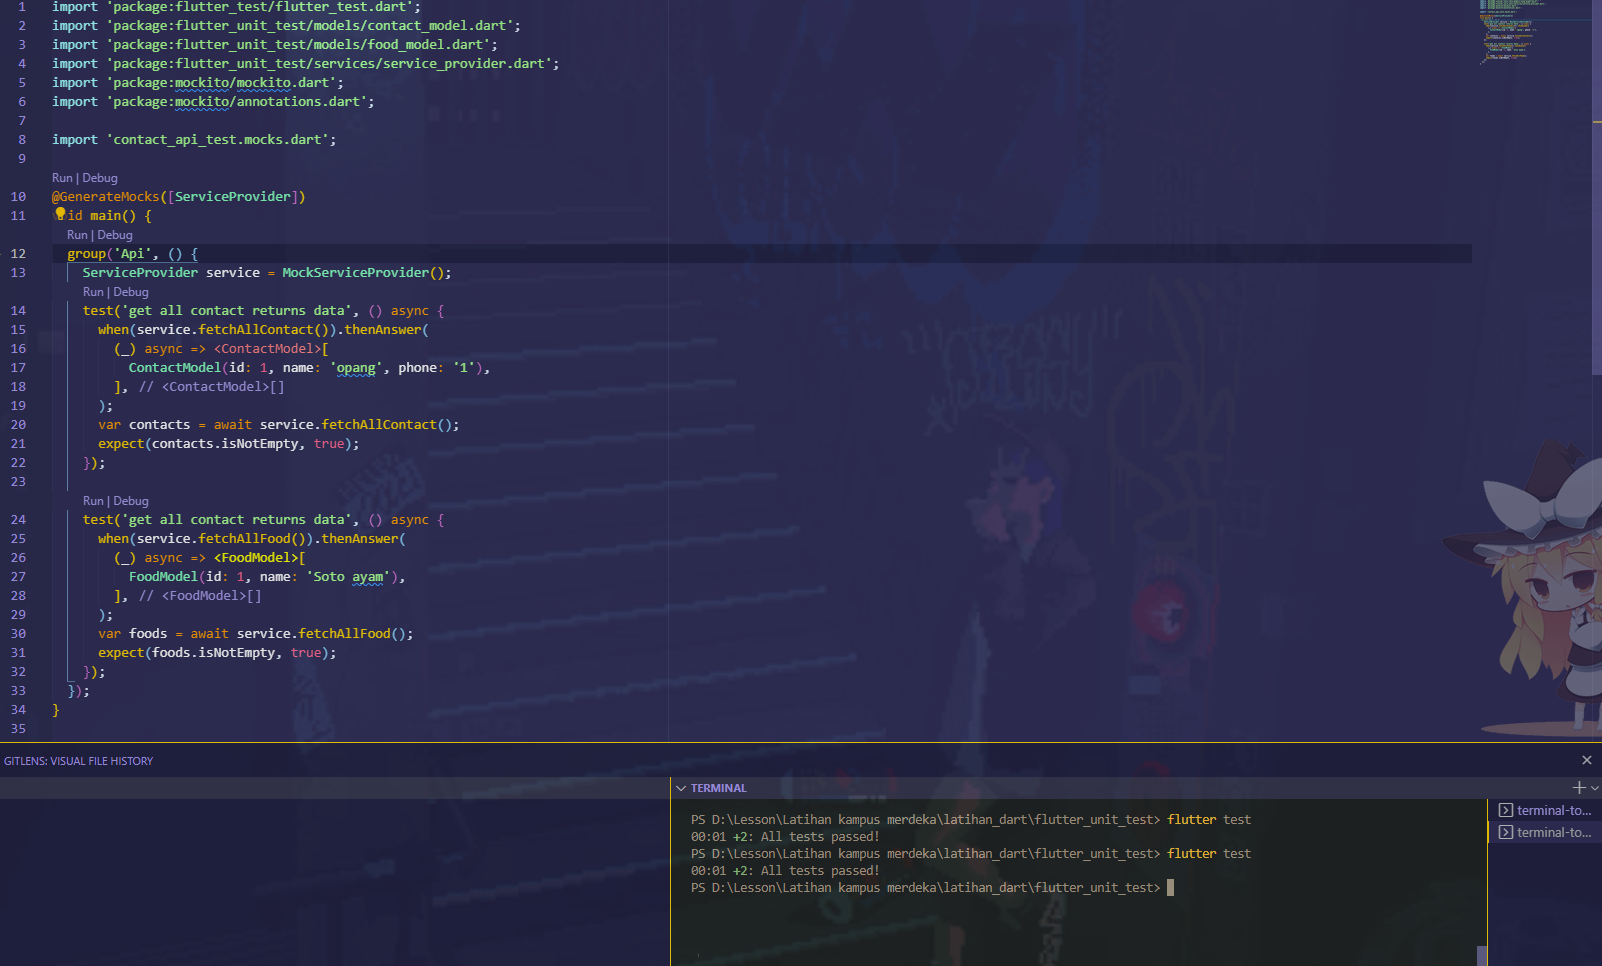 1 import 'package:flutter_test/flutter_test.dart';
2 import 'package:flutter_unit_test/models/contact_model.dart';
3 import 'package:flutter_unit_test/models/food_model.dart';
4 import 'package:flutter_unit_test/services/service_provider.dart';
5 import 'package:mockito/mockito.dart';
6 import 'package:mockito/annotations.dart';
7
8 import 'contact_api_test.mocks.dart';
9
Run | Debug
10 @GenerateMocks([ServiceProvider])
11 id main() {
Run | Debug
12 group('Api', () {
13 ServiceProvider service = MockServiceProvider();
Run | Debug
14 test('get all contact returns data', () async {
15 when(service.fetchAllContact()).thenAnswer(
16 (_) async => <ContactModel>[
17 ContactModel(id: 1, name: 'opang', phone: '1'),
18 ], // <ContactModel>[]
19 );
20 var contacts = await service.fetchAllContact();
21 expect(contacts.isNotEmpty, true);
22 });
23
Run | Debug
24 test('get all contact returns data', () async {
25 when(service.fetchAllFood()).thenAnswer(
26 (_) async => <FoodModel>[
27 FoodModel(id: 1, name: 'Soto ayam'),
28 ], // <FoodModel>[]
29 );
30 var foods = await service.fetchAllFood();
31 expect(foods.isNotEmpty, true);
32 });
33 });
34 }
35
GITLENS: VISUAL FILE HISTORY
TERMINAL
PS D:\Lesson\Latihan kampus merdeka\latihan_dart\flutter_unit_test> flutter test
00:01 +2: All tests passed!
PS D:\Lesson\Latihan kampus merdeka\latihan_dart\flutter_unit_test> flutter test
00:01 +2: All tests passed!
PS D:\Lesson\Latihan kampus merdeka\latihan_dart\flutter_unit_test>
terminal-to...
terminal-to...